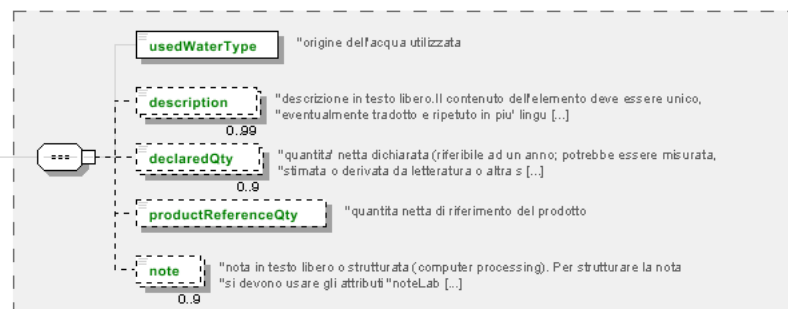 usedWaterType
"origine dell'acqua utilizzata
description
"descrizione in testo libero.Il contenuto dell'elemento deve essere unico,
"eventualmente tradotto e ripetuto in piu' lingu [...]
0..99
declaredQty
"quantita' netta dichiarata (riferibile ad un anno; potrebbe essere misurata,
"stimata o derivata da letteratura o altra s [...]
0..9
productReferenceQty
"quantita netta di riferimento del prodotto
note
"nota in testo libero o strutturata (computer processing). Per strutturare la nota
"si devono usare gli attributi "noteLab [...]
0..9